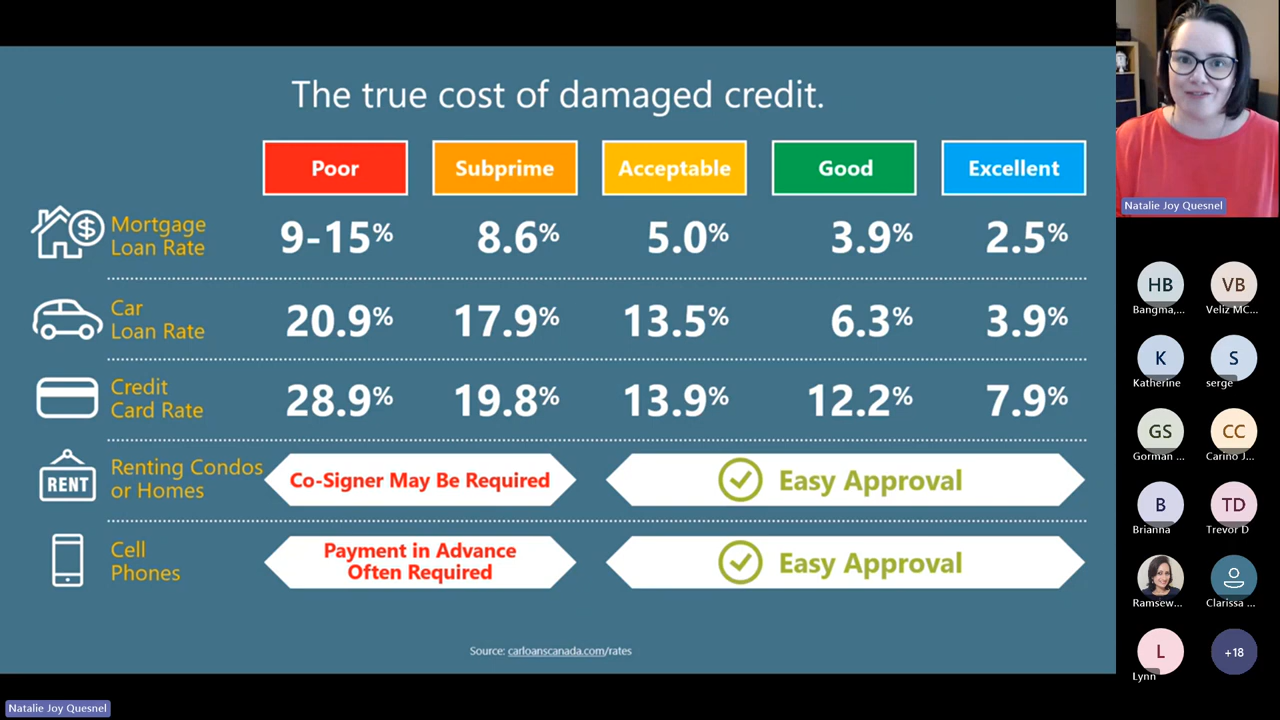 The true cost of damaged credit.
Poor Subprime Acceptable Good Excellent
Mortgage
Loan Rate
9-15% 8.6% 5.0% 3.9% 2.5%
Car
Loan Rate
20.9% 17.9% 13.5% 6.3% 3.9%
Credit
Card Rate
28.9% 19.8% 13.9% 12.2% 7.9%
RENT
Renting Condos
or Homes
Co-Signer May Be Required
Easy Approval
Cell
Phones
Payment in Advance
Often Required
Easy Approval
Source: carloanscanada.com/rates
Natalie Joy Quesnel
Natalie Joy Quesnel
HB VB
Bangma,... Veliz MC...
K S
Katherine serge
GS CC
Gorman ... Carino J...
B TD
Brianna Trevor D
Ramsew... Clarissa ...
L +18
Lynn